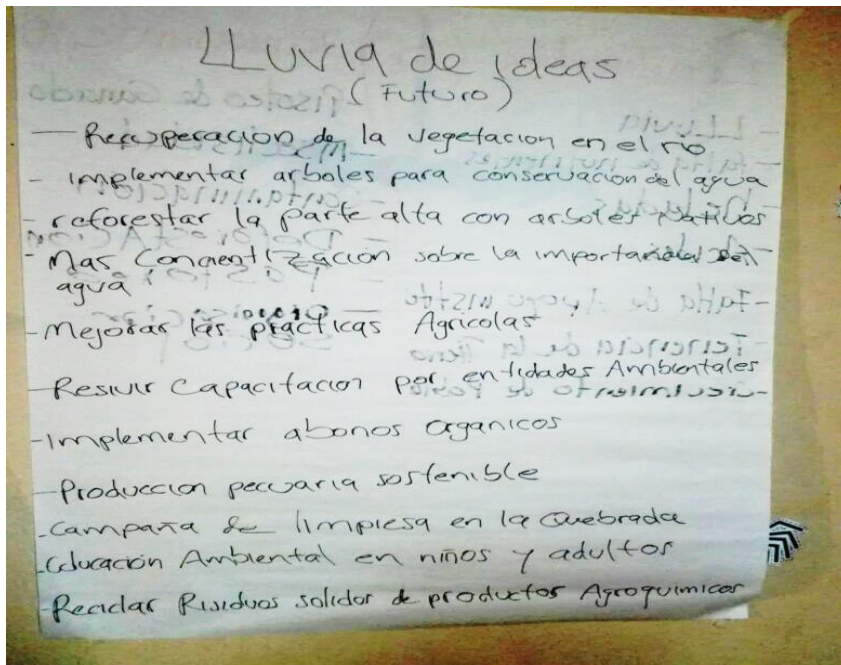 LLuvia de ideas
(Futuro)
- Recuperacion de la vegetacion en el rio
- implementar arboles para conservacion del agua
- reforestar la parte alta con arboles nativos
- Mas Concientización sobre la importancia del
agua
- Mejorar las practicas Agricolas
- Resivir Capacitacion por entidades Ambientales
- Implementar abonos organicos
- Produccion pecuaria sostenible
- Campaña de limpiesa en la Quebrada
- Educación Ambiental en niños y adultos
- Reciclar Risiduos solidos de productos Agroquimicos